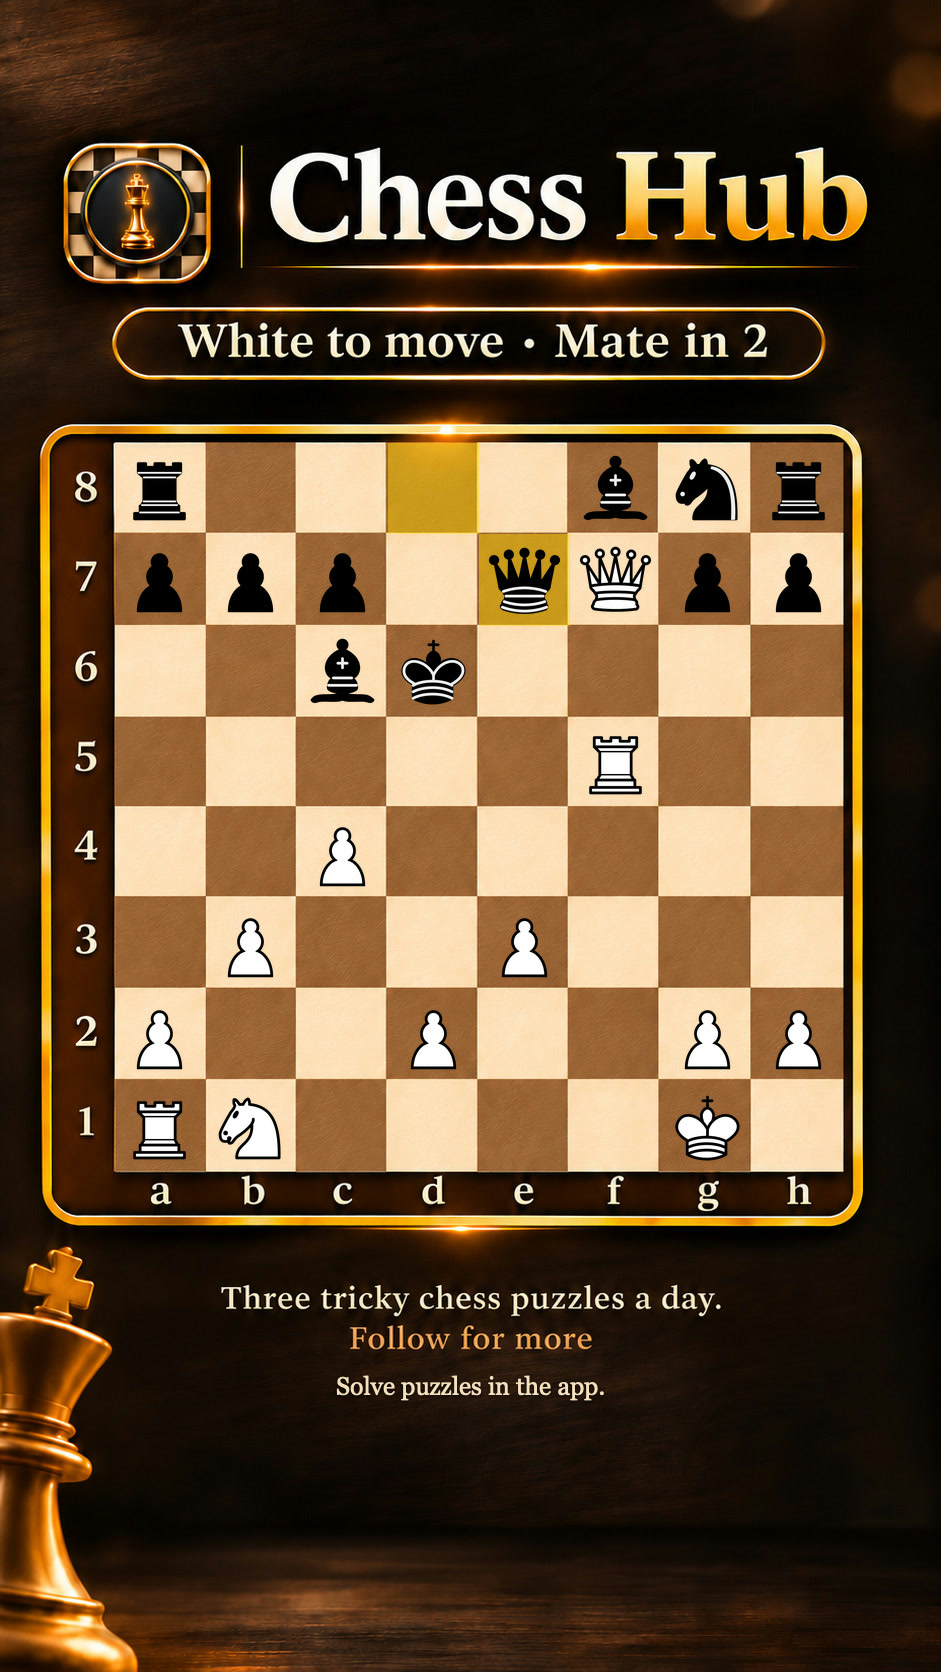 Chess Hub
White to move • Mate in 2
8
7
6
5
4
3
2
1
a b c d e f g h
Three tricky chess puzzles a day.
Follow for more
Solve puzzles in the app.